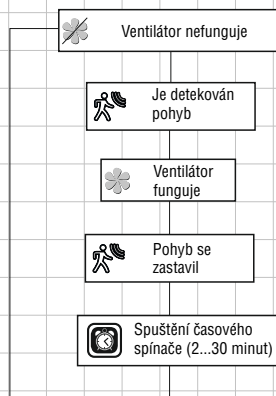 Ventilátor nefunguje
Je detekován
pohyb
Ventilátor
funguje
Pohyb se
zastavil
Spuštění časového
spínače (2...30 minut)